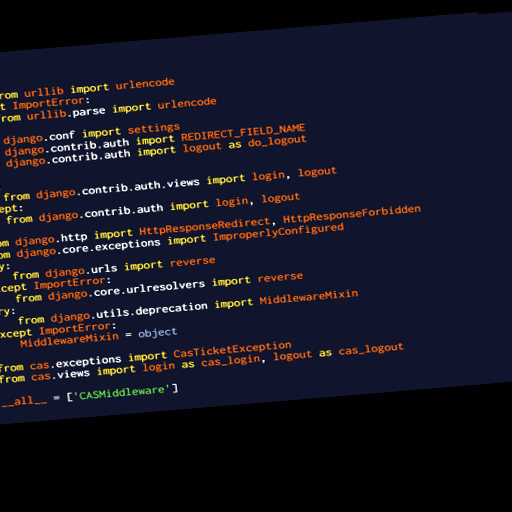 rom urllib import urlencode
t ImportError:
rom urllib.parse import urlencode
django.conf import settings
django.contrib.auth import REDIRECT_FIELD_NAME
django.contrib.auth import logout as do_logout
from django.contrib.auth.views import login, logout
ept:
from django.contrib.auth import login, logout
om django.http import HttpResponseRedirect, HttpResponseForbidden
om django.core.exceptions import ImproperlyConfigured
y:
from django.urls import reverse
cept ImportError:
from django.core.urlresolvers import reverse
ry:
from django.utils.deprecation import MiddlewareMixin
xcept ImportError:
MiddlewareMixin = object
from cas.exceptions import CasTicketException
from cas.views import login as cas_login, logout as cas_logout
__all__ = ['CASMiddleware']